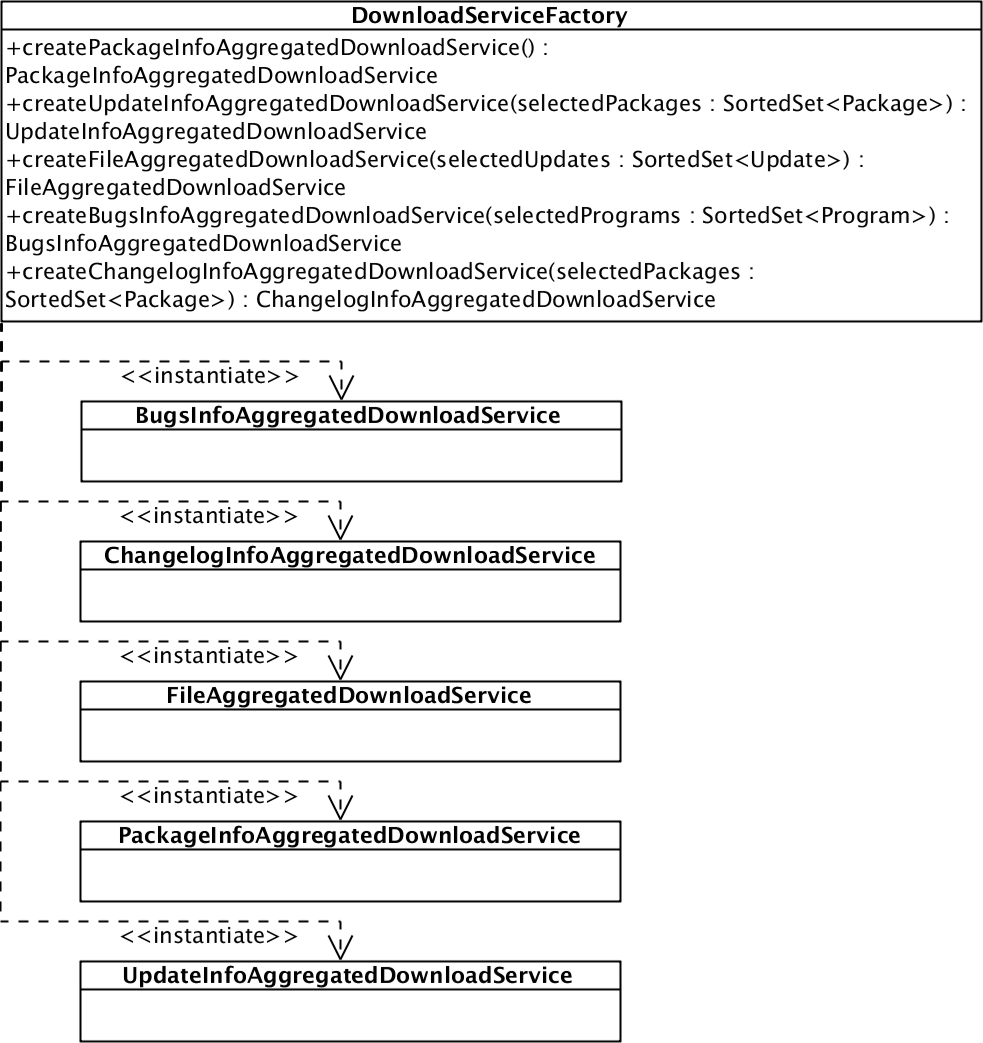 DownloadServiceFactory
+createPackageInfoAggregatedDownloadService() :
PackageInfoAggregatedDownloadService
+createUpdateInfoAggregatedDownloadService(selectedPackages : SortedSet<Package>) :
UpdateInfoAggregatedDownloadService
+createFileAggregatedDownloadService(selectedUpdates : SortedSet<Update>) :
FileAggregatedDownloadService
+createBugsInfoAggregatedDownloadService(selectedPrograms : SortedSet<Program>) :
BugsInfoAggregatedDownloadService
+createChangelogInfoAggregatedDownloadService(selectedPackages :
SortedSet<Package>) : ChangelogInfoAggregatedDownloadService
<<instantiate>>
BugsInfoAggregatedDownloadService
<<instantiate>>
ChangelogInfoAggregatedDownloadService
<<instantiate>>
FileAggregatedDownloadService
<<instantiate>>
PackageInfoAggregatedDownloadService
<<instantiate>>
UpdateInfoAggregatedDownloadService